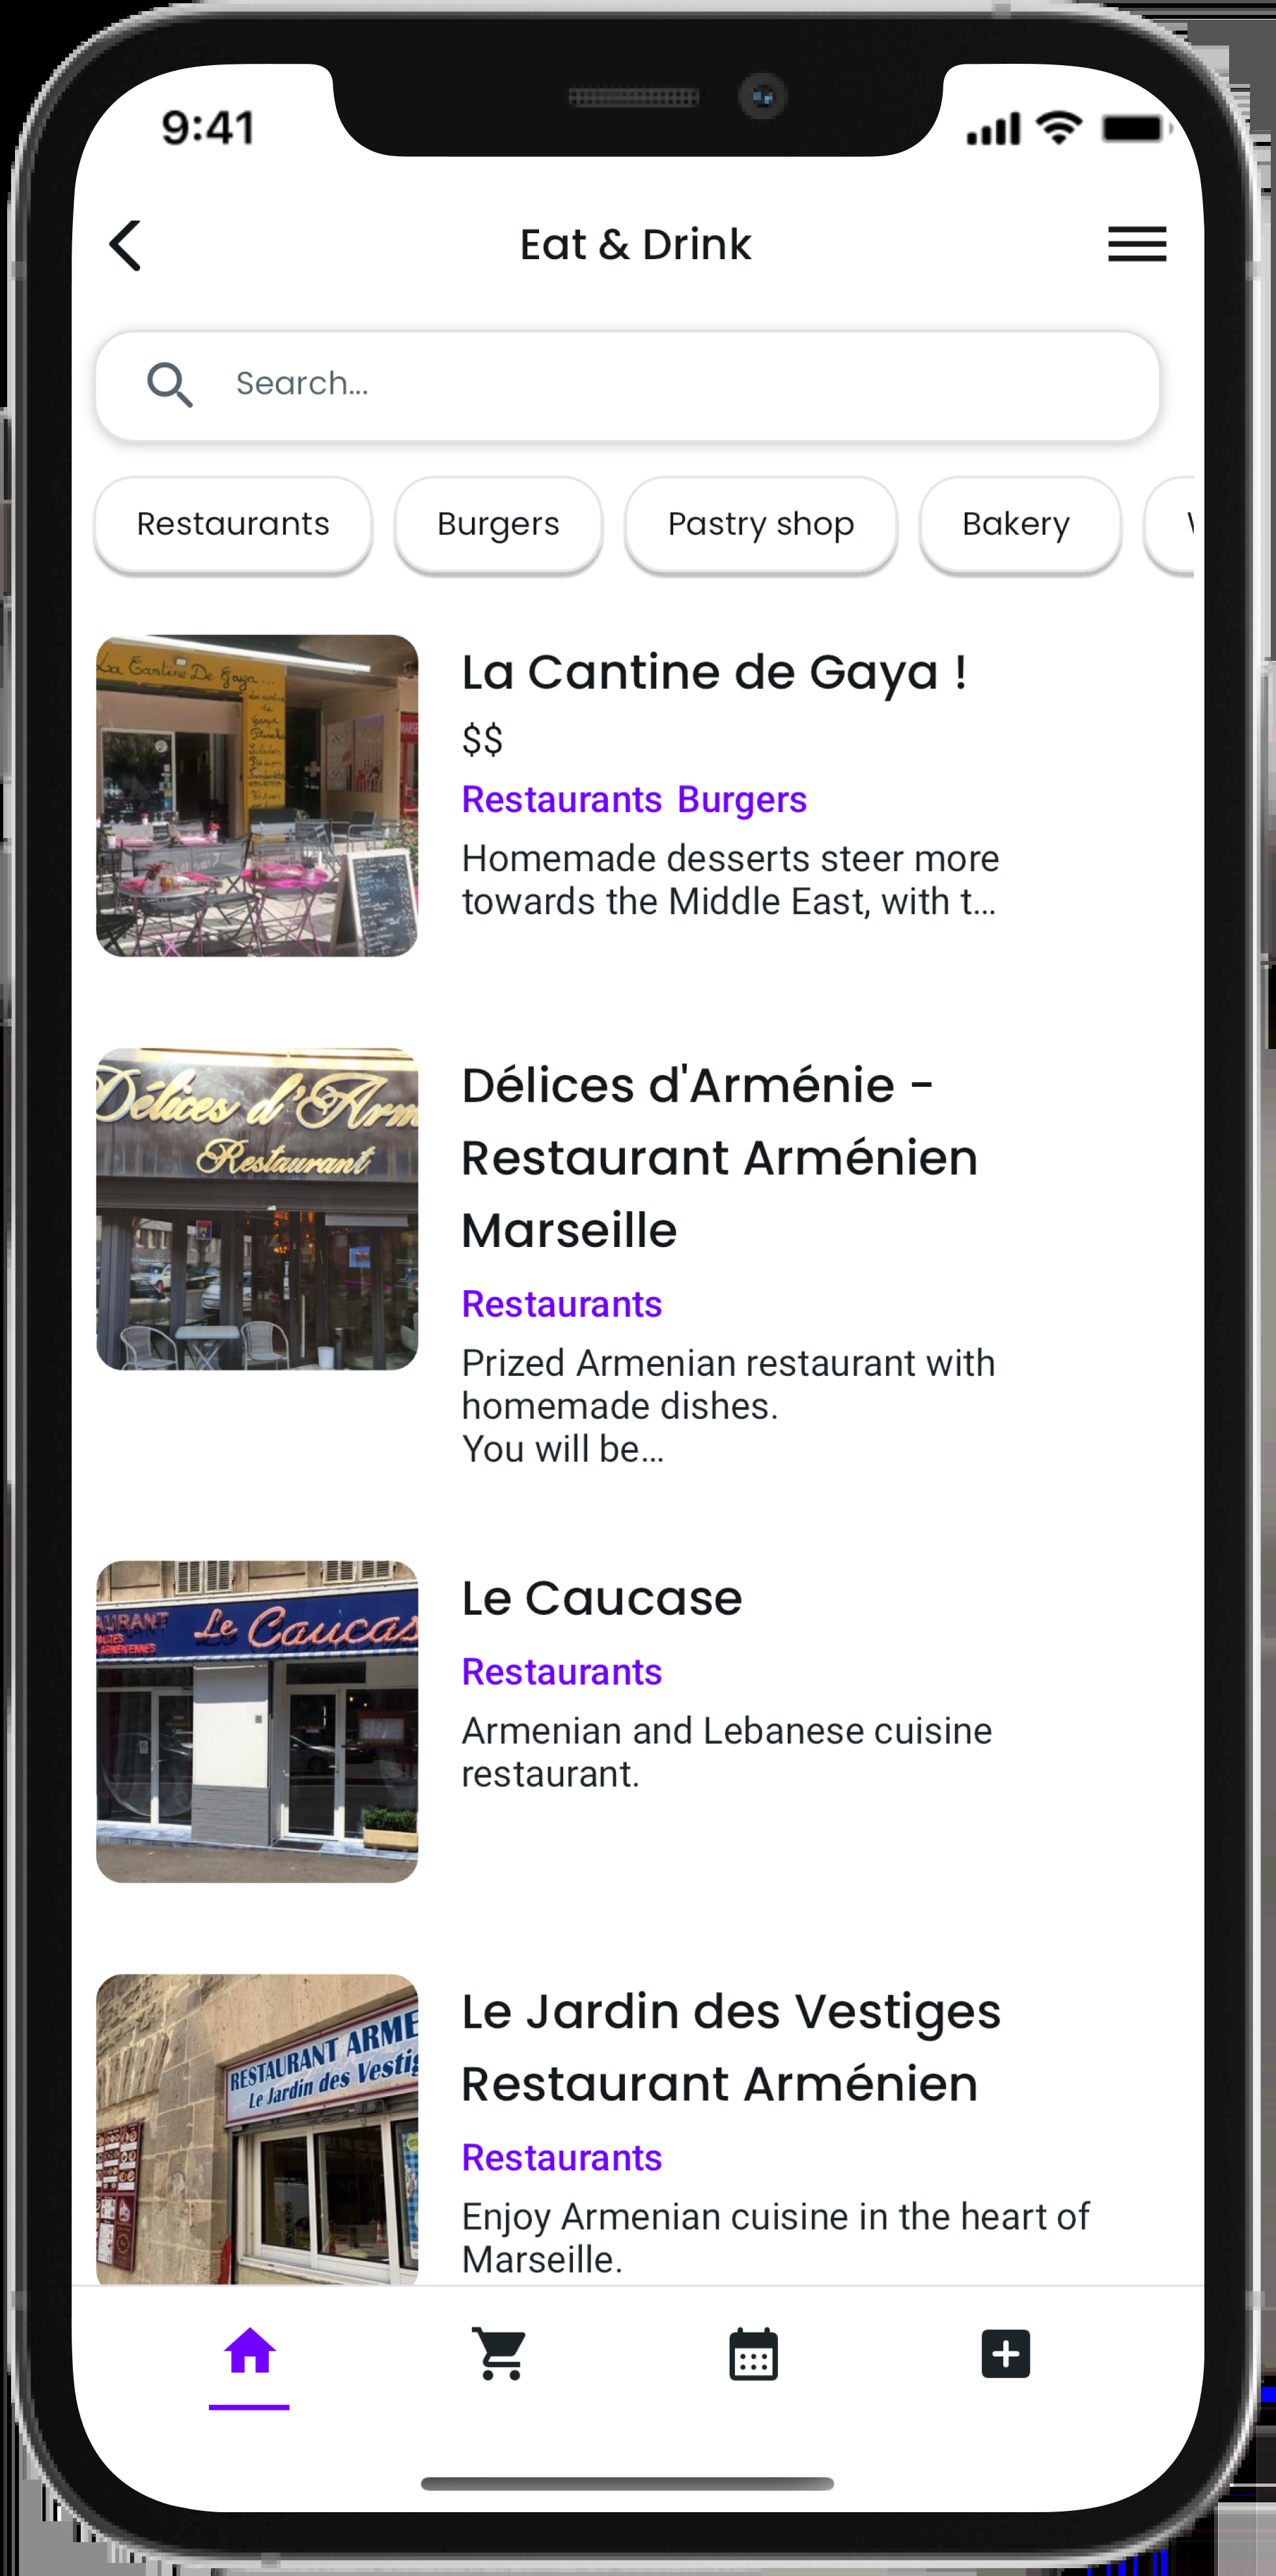 9:41
Eat & Drink
Search...
Restaurants
Burgers
Pastry shop
Bakery
La Cantine De Gaya...
La Cantine de Gaya !
$$
Restaurants Burgers
Homemade desserts steer more
towards the Middle East, with t...
Délices d'Arm
Restaurant
Délices d'Arménie -
Restaurant Arménien
Marseille
Restaurants
Prized Armenian restaurant with
homemade dishes.
You will be...
AURANT
Le Caucas
Le Caucase
Restaurants
Armenian and Lebanese cuisine
restaurant.
RESTAURANT ARME
Le Jardin des Vestig
Le Jardin des Vestiges
Restaurant Arménien
Restaurants
Enjoy Armenian cuisine in the heart of
Marseille.